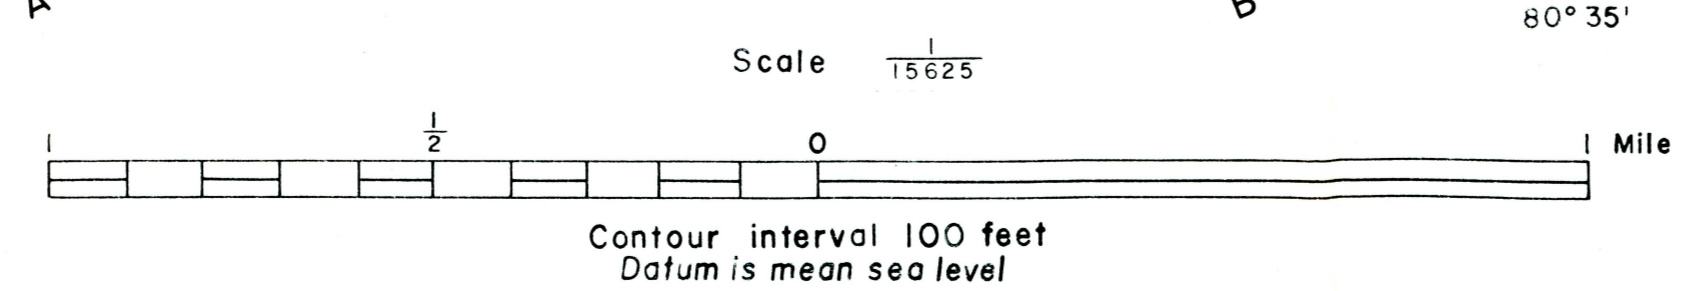 A B 80° 35'
Scale 1/15625
1 1/2 0 1 Mile
Contour interval 100 feet
Datum is mean sea level